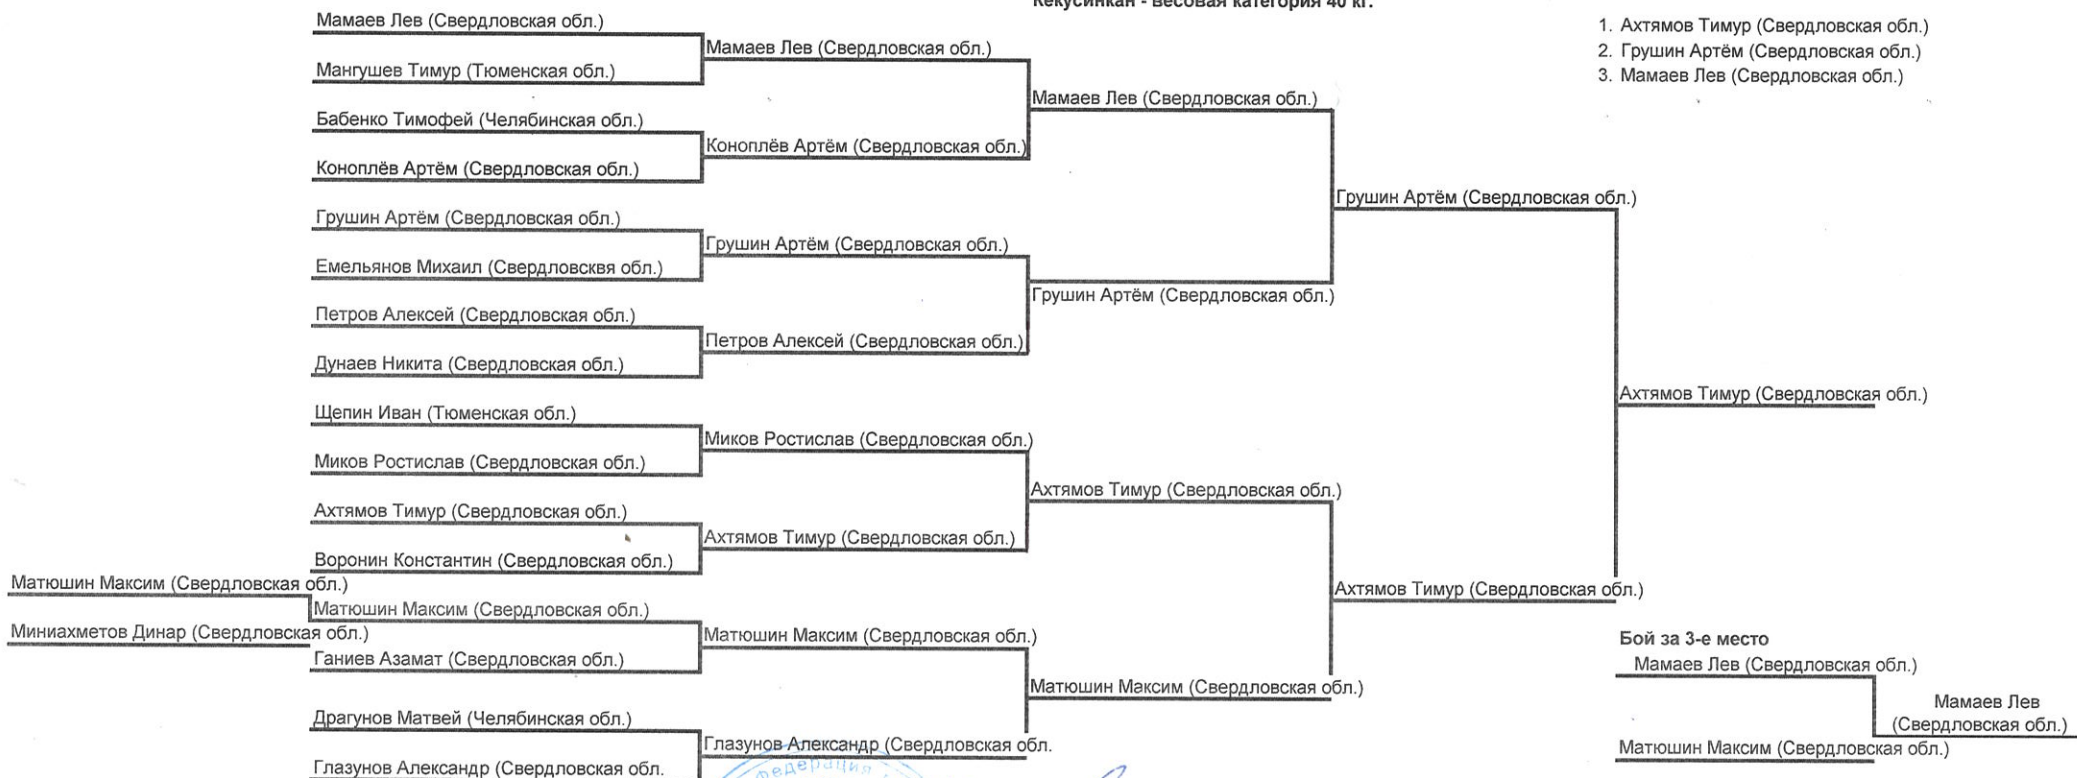 Кекусинкан - весовая категория 40 кг.
1. Ахтямов Тимур (Свердловская обл.)
2. Грушин Артём (Свердловская обл.)
3. Мамаев Лев (Свердловская обл.)
Мамаев Лев (Свердловская обл.)
Мангушев Тимур (Тюменская обл.)
Бабенко Тимофей (Челябинская обл.)
Коноплёв Артём (Свердловская обл.)
Грушин Артём (Свердловская обл.)
Емельянов Михаил (Свердловсквя обл.)
Петров Алексей (Свердловская обл.)
Дунаев Никита (Свердловская обл.)
Щепин Иван (Тюменская обл.)
Миков Ростислав (Свердловская обл.)
Ахтямов Тимур (Свердловская обл.)
Воронин Константин (Свердловская обл.)
Матюшин Максим (Свердловская обл.)
Миниахметов Динар (Свердловская обл.)
Матюшин Максим (Свердловская обл.)
Ганиев Азамат (Свердловская обл.)
Драгунов Матвей (Челябинская обл.)
Глазунов Александр (Свердловская обл.
Мамаев Лев (Свердловская обл.)
Коноплёв Артём (Свердловская обл.)
Грушин Артём (Свердловская обл.)
Петров Алексей (Свердловская обл.)
Миков Ростислав (Свердловская обл.)
Ахтямов Тимур (Свердловская обл.)
Матюшин Максим (Свердловская обл.)
Глазунов Александр (Свердловская обл.
Мамаев Лев (Свердловская обл.)
Грушин Артём (Свердловская обл.)
Ахтямов Тимур (Свердловская обл.)
Матюшин Максим (Свердловская обл.)
Грушин Артём (Свердловская обл.)
Ахтямов Тимур (Свердловская обл.)
Ахтямов Тимур (Свердловская обл.)
Бой за 3-е место
Мамаев Лев (Свердловская обл.)
Матюшин Максим (Свердловская обл.)
Мамаев Лев
(Свердловская обл.)
Федерация